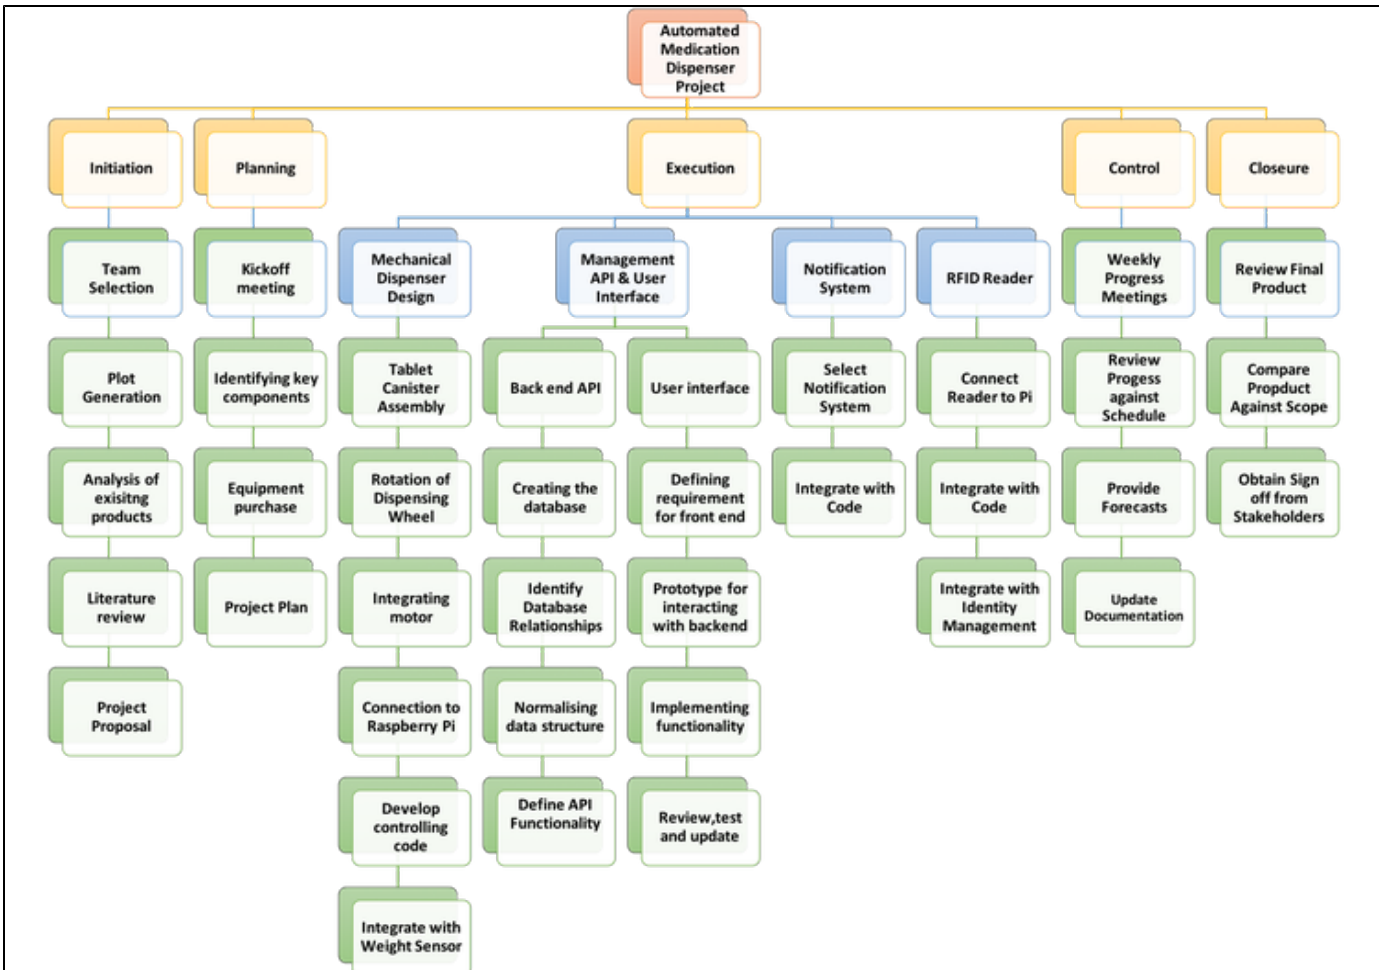 Automated
Medication
Dispenser
Project
Initiation
Planning
Execution
Control
Closeure
Team
Selection
Kickoff
meeting
Mechanical
Dispenser
Design
Management
API & User
Interface
Notification
System
RFID Reader
Weekly
Progress
Meetings
Review Final
Product
Plot
Generation
Identifying key
components
Tablet
Canister
Assembly
Back end API
User interface
Select
Notification
System
Connect
Reader to Pi
Review
Progess
against
Schedule
Compare
Propduct
Against Scope
Analysis of
exisitng
products
Equipment
purchase
Rotation of
Dispensing
Wheel
Creating the
database
Defining
requirement
for front end
Integrate with
Code
Integrate with
Code
Provide
Forecasts
Obtain Sign
off from
Stakeholders
Literature
review
Project Plan
Integrating
motor
Identify
Database
Relationships
Prototype for
interacting
with backend
Integrate with
Identity
Management
Update
Documentation
Project
Proposal
Connection to
Raspberry Pi
Normalising
data structure
Implementing
functionality
Develop
controlling
code
Define API
Functionality
Review,test
and update
Integrate with
Weight Sensor